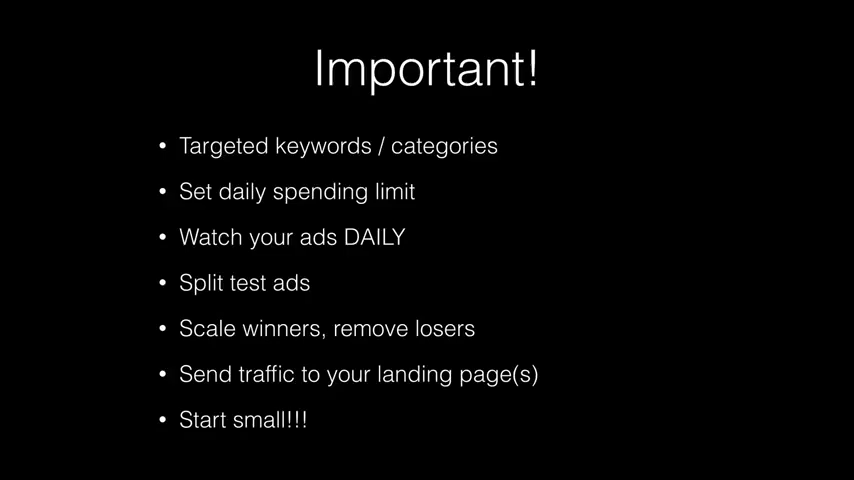 Important!
• Targeted keywords / categories
• Set daily spending limit
• Watch your ads DAILY
• Split test ads
• Scale winners, remove losers
• Send traffic to your landing page(s)
• Start small!!!